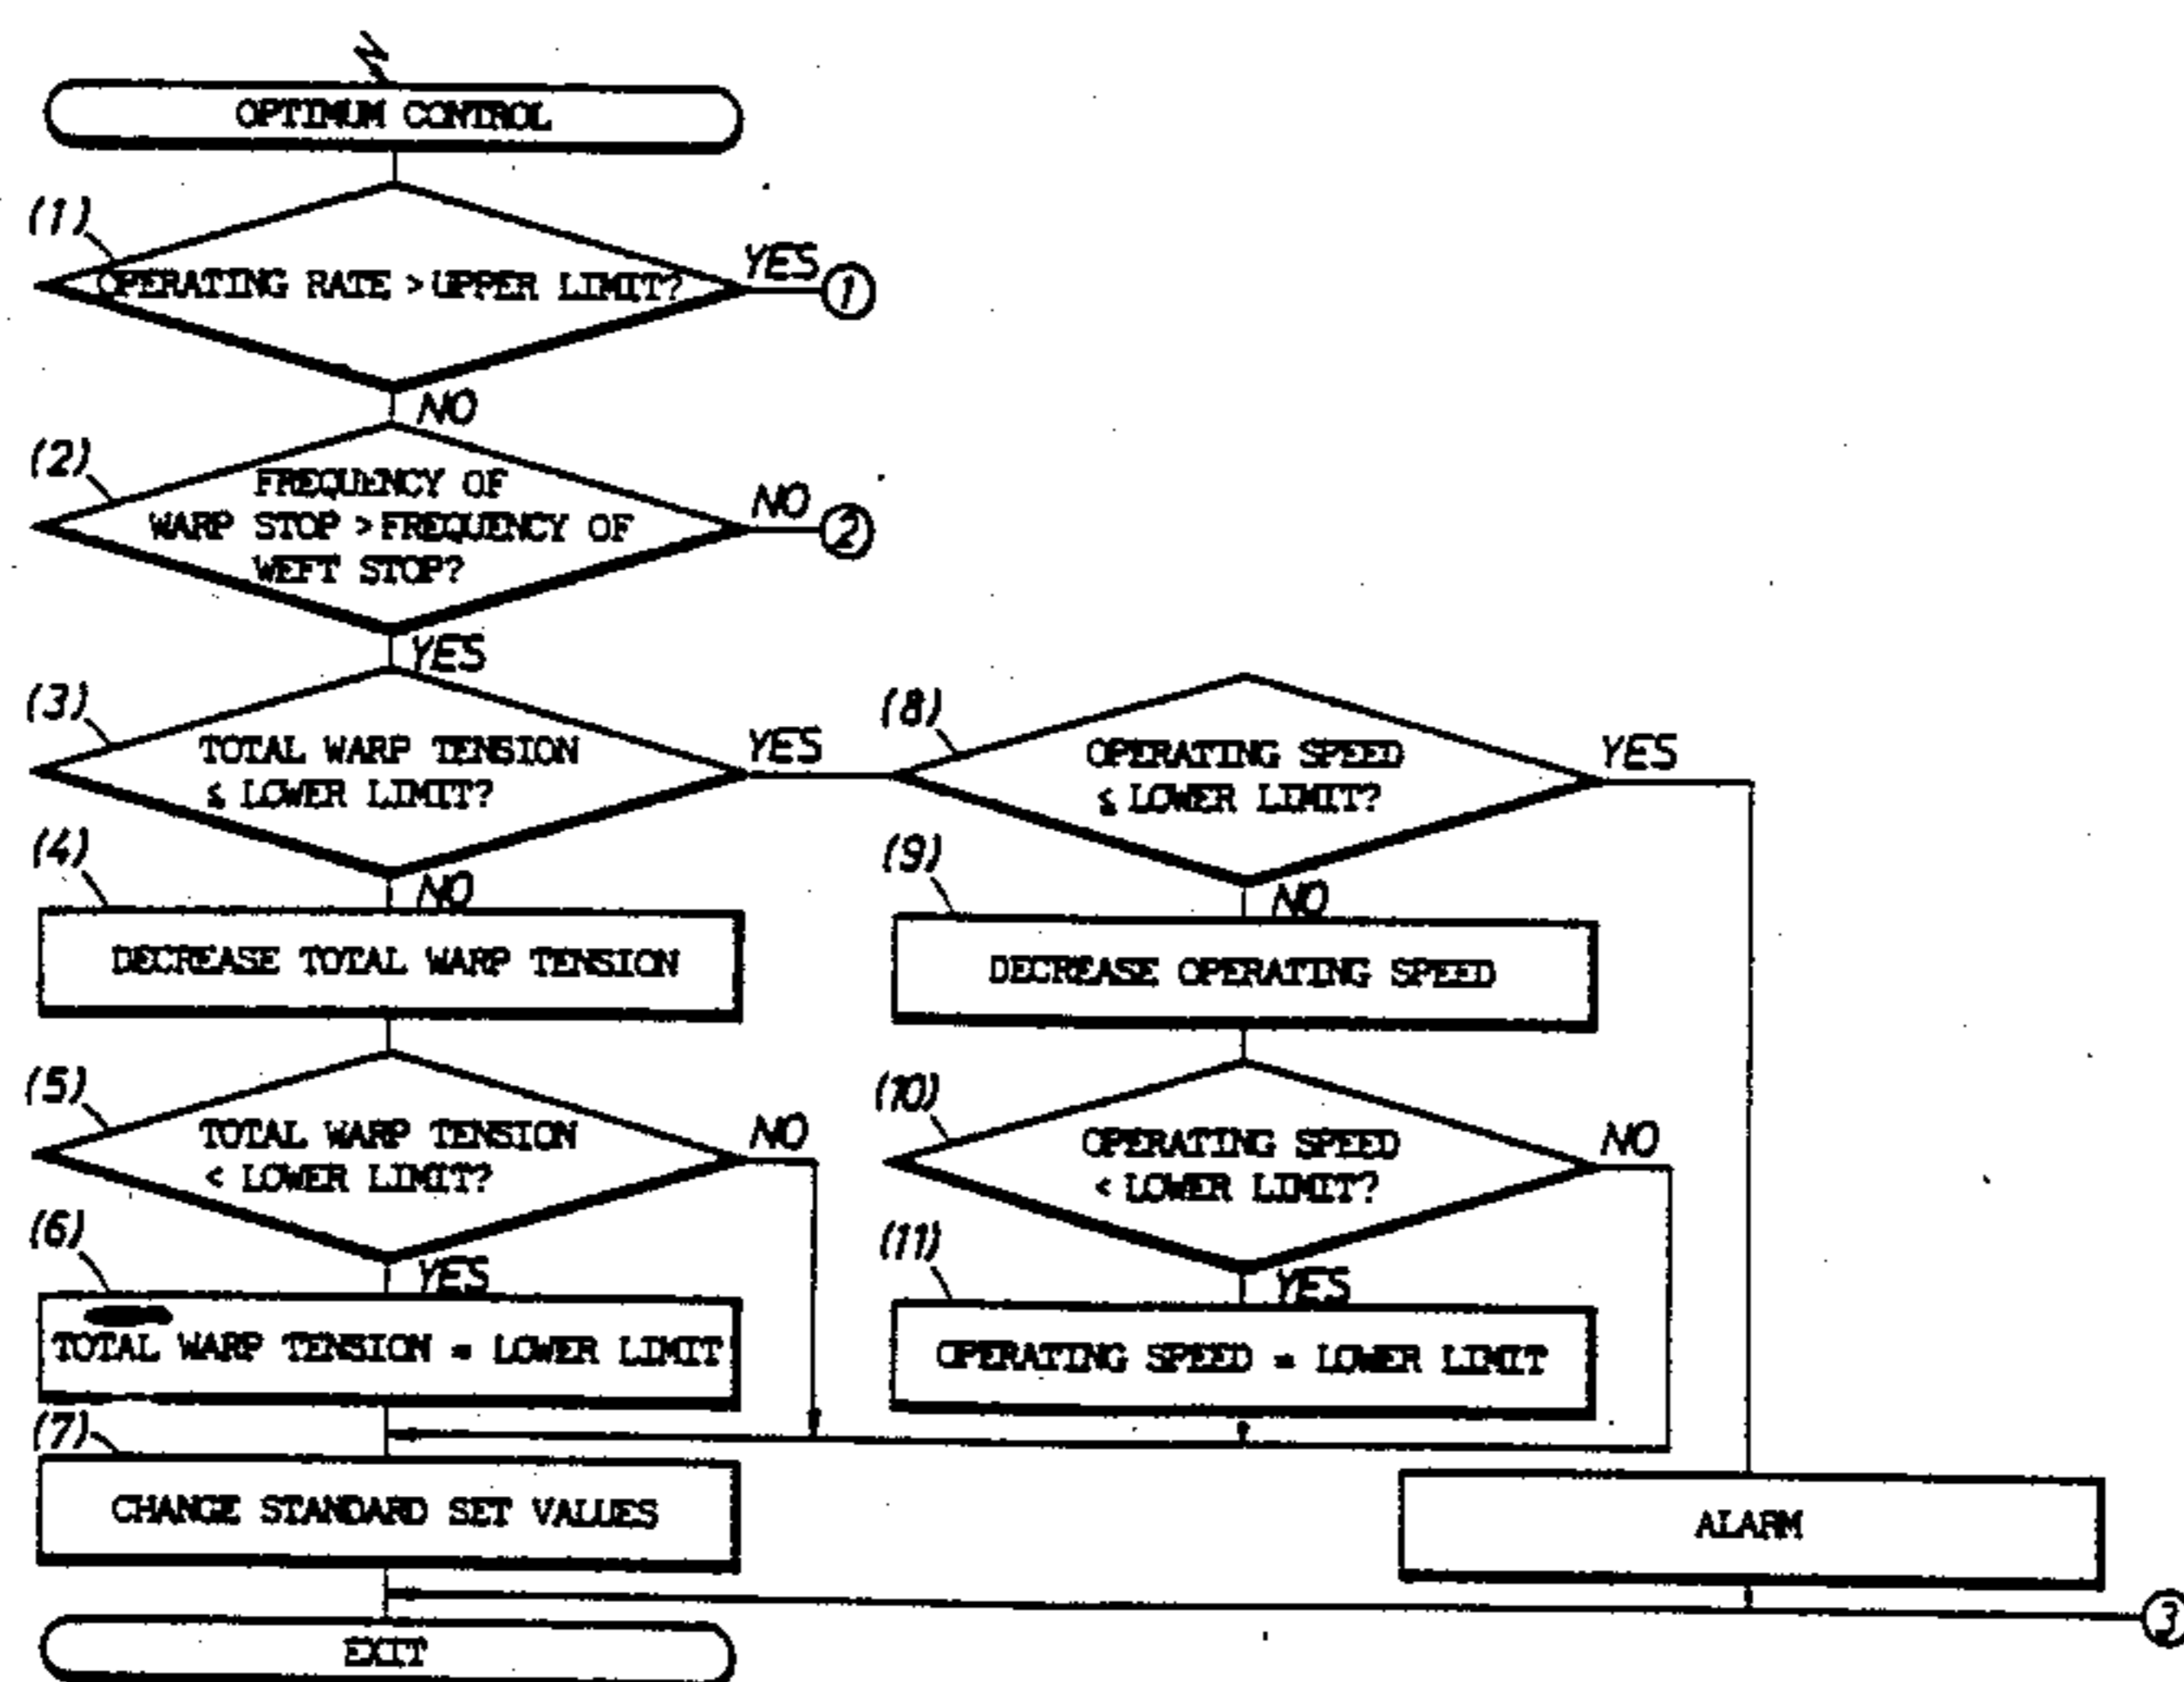 OPTIMUM CONTROL
(1)
OPERATING RATE > UPPER LIMIT?
YES
1
NO
(2)
FREQUENCY OF
WARP STOP > FREQUENCY OF
WEFT STOP?
NO
2
YES
(3)
TOTAL WARP TENSION
≤ LOWER LIMIT?
YES
NO
(4)
DECREASE TOTAL WARP TENSION
(5)
TOTAL WARP TENSION
< LOWER LIMIT?
NO
YES
(6)
TOTAL WARP TENSION = LOWER LIMIT
(7)
CHANGE STANDARD SET VALUES
EXIT
(8)
OPERATING SPEED
≤ LOWER LIMIT?
YES
NO
(9)
DECREASE OPERATING SPEED
(10)
OPERATING SPEED
< LOWER LIMIT?
NO
YES
(11)
OPERATING SPEED = LOWER LIMIT
ALARM
3